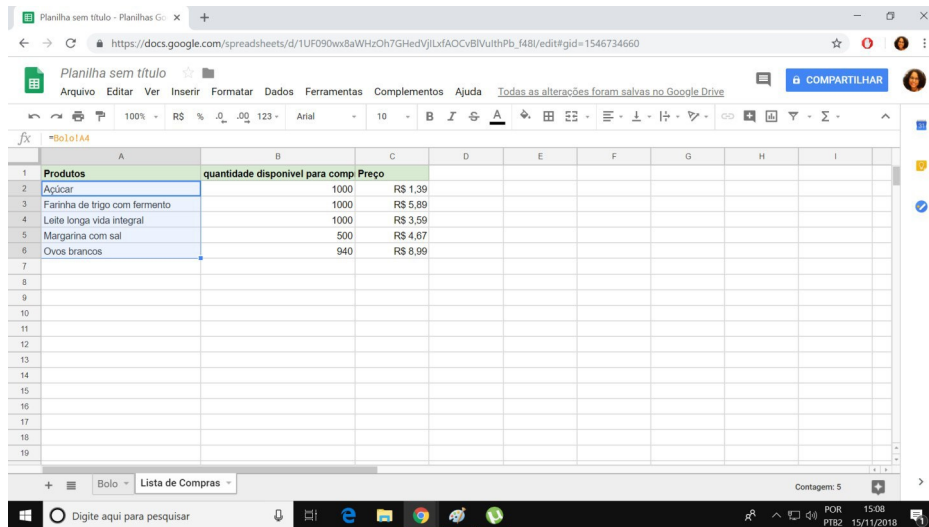 Planilha sem título - Planilhas Go
https://docs.google.com/spreadsheets/d/1UF090wx8aWHzOh7GHedVjILxfAOCvBlVuIthPb_f48I/edit#gid=1546734660
Planilha sem título
Arquivo Editar Ver Inserir Formatar Dados Ferramentas Complementos Ajuda Todas as alterações foram salvas no Google Drive
COMPARTILHAR
100% R$ % .0 .00 123 Arial 10 B I S A
fx =Bolo!A4
A B C D E F G H I
1 Produtos quantidade disponivel para comp Preço
2 Açúcar 1000 R$ 1,39
3 Farinha de trigo com fermento 1000 R$ 5,89
4 Leite longa vida integral 1000 R$ 3,59
5 Margarina com sal 500 R$ 4,67
6 Ovos brancos 940 R$ 8,99
7
8
9
10
11
12
13
14
15
16
17
18
19
Bolo Lista de Compras Contagem: 5
Digite aqui para pesquisar
POR 15:08
PTB2 15/11/2018